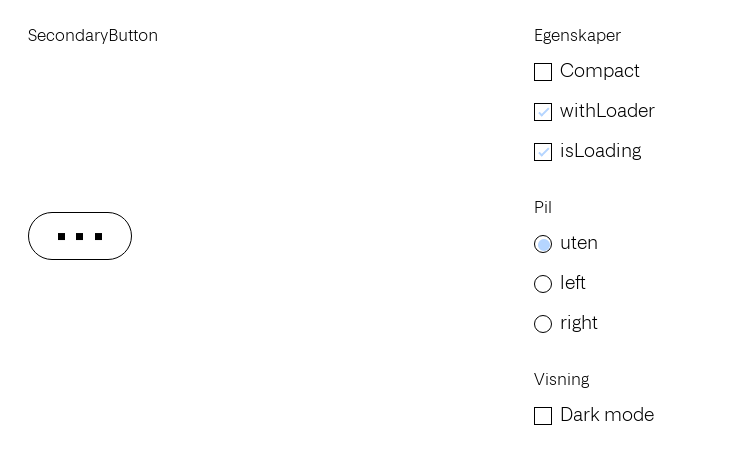 SecondaryButton
Egenskaper
Compact
withLoader
isLoading
Pil
uten
left
right
Visning
Dark mode